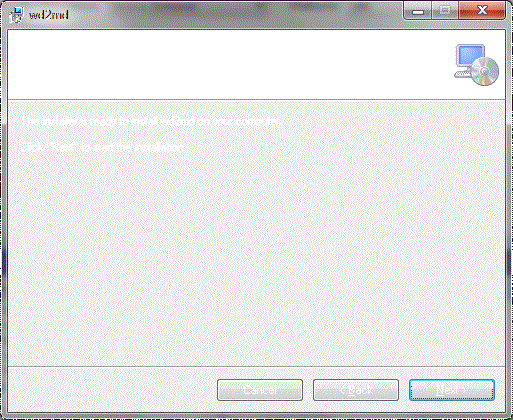 wd2md
The installer is ready to install wd2md on your computer.
Click "Next" to start the installation.
Cancel
< Back
Next >